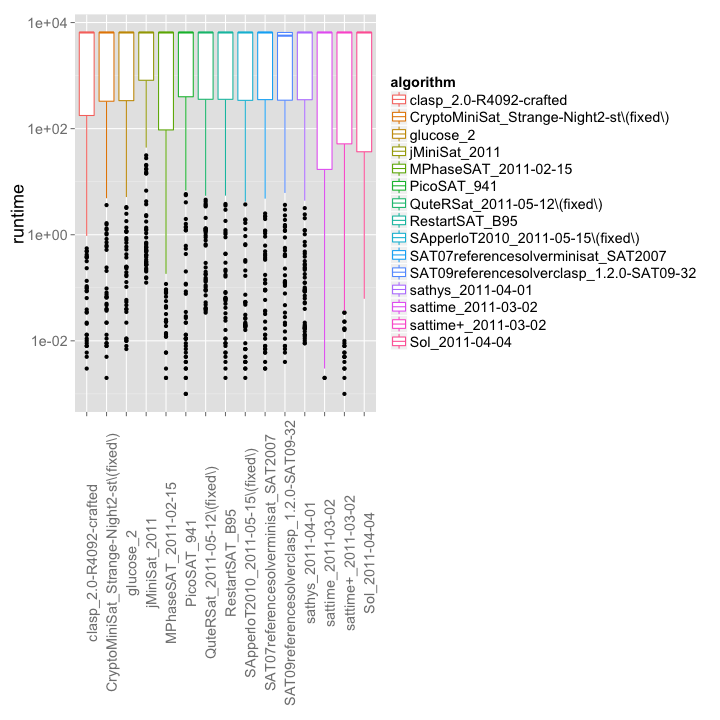 1e+04
1e+02
1e+00
1e-02
runtime
clasp_2.0-R4092-crafted
CryptoMiniSat_Strange-Night2-st\(fixed\)
glucose_2
jMiniSat_2011
MPhaseSAT_2011-02-15
PicoSAT_941
QuteRSat_2011-05-12\(fixed\)
RestartSAT_B95
SApperloT2010_2011-05-15\(fixed\)
SAT07referencesolverminisat_SAT2007
SAT09referencesolverclasp_1.2.0-SAT09-32
sathys_2011-04-01
sattime_2011-03-02
sattime+_2011-03-02
Sol_2011-04-04
algorithm
clasp_2.0-R4092-crafted
CryptoMiniSat_Strange-Night2-st\(fixed\)
glucose_2
jMiniSat_2011
MPhaseSAT_2011-02-15
PicoSAT_941
QuteRSat_2011-05-12\(fixed\)
RestartSAT_B95
SApperloT2010_2011-05-15\(fixed\)
SAT07referencesolverminisat_SAT2007
SAT09referencesolverclasp_1.2.0-SAT09-32
sathys_2011-04-01
sattime_2011-03-02
sattime+_2011-03-02
Sol_2011-04-04